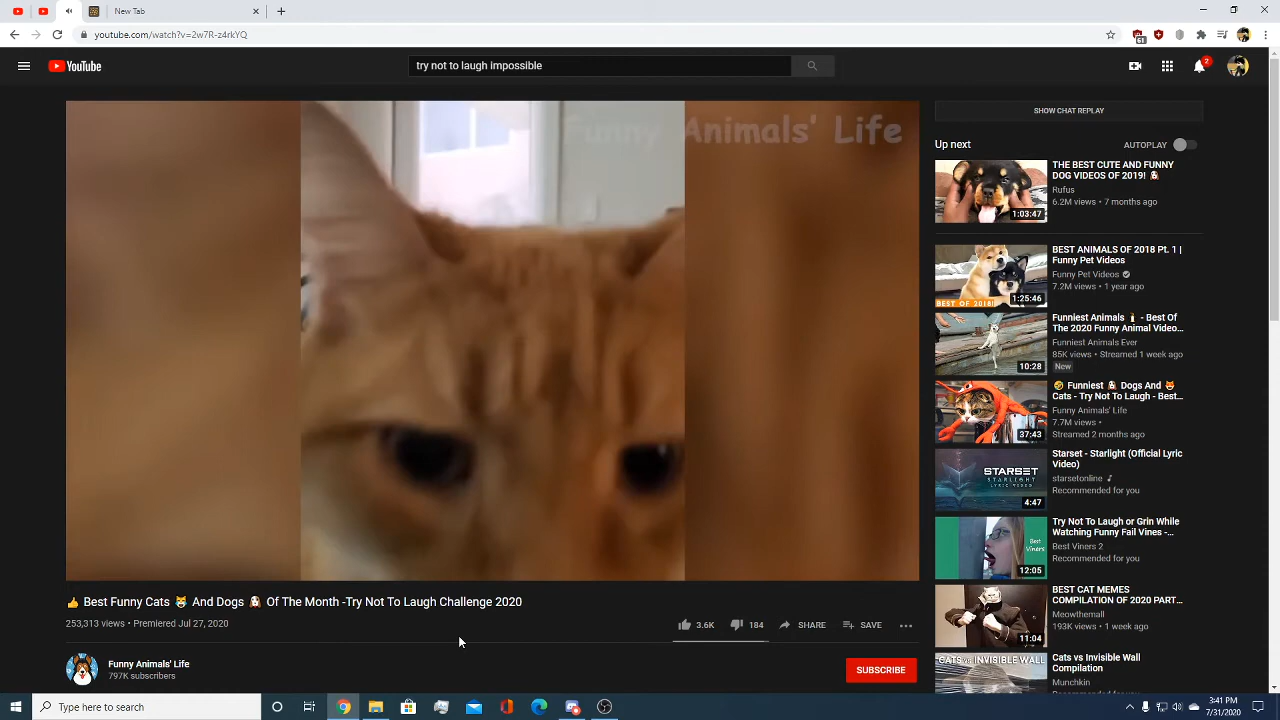 New Tab
youtube.com/watch?v=2w7R-z4rkYQ
61
YouTube
try not to laugh impossible
2
Funny Animals' Life
SHOW CHAT REPLAY
Up next
AUTOPLAY
THE BEST CUTE AND FUNNY
DOG VIDEOS OF 2019! 🐶
Rufus
6.2M views • 7 months ago
1:03:47
BEST ANIMALS OF 2018 Pt. 1 |
Funny Pet Videos
Funny Pet Videos
7.2M views • 1 year ago
BEST OF 2018!
1:25:46
Funniest Animals 🐧 - Best Of
The 2020 Funny Animal Video...
Funniest Animals Ever
85K views • Streamed 1 week ago
New
10:28
🤣 Funniest 🐶 Dogs And 😻
Cats - Try Not To Laugh - Best...
Funny Animals' Life
7.7M views •
Streamed 2 months ago
37:43
Starset - Starlight (Official Lyric
Video)
starsetonline
Recommended for you
STARSET
STARLIGHT
LYRIC VIDEO
4:47
Try Not To Laugh or Grin While
Watching Funny Fail Vines -...
Best Viners 2
Recommended for you
Best
Viners
12:05
BEST CAT MEMES
COMPILATION OF 2020 PART...
Meowthemall
193K views • 1 week ago
11:04
Cats vs Invisible Wall
Compilation
Munchkin
CATS vs INVISIBLE WALL
👍 Best Funny Cats 😹 And Dogs 🐶 Of The Month -Try Not To Laugh Challenge 2020
253,313 views • Premiered Jul 27, 2020
3.6K
184
SHARE
SAVE
Funny Animals' Life
797K subscribers
SUBSCRIBE
Type here to search
3:41 PM
7/31/2020